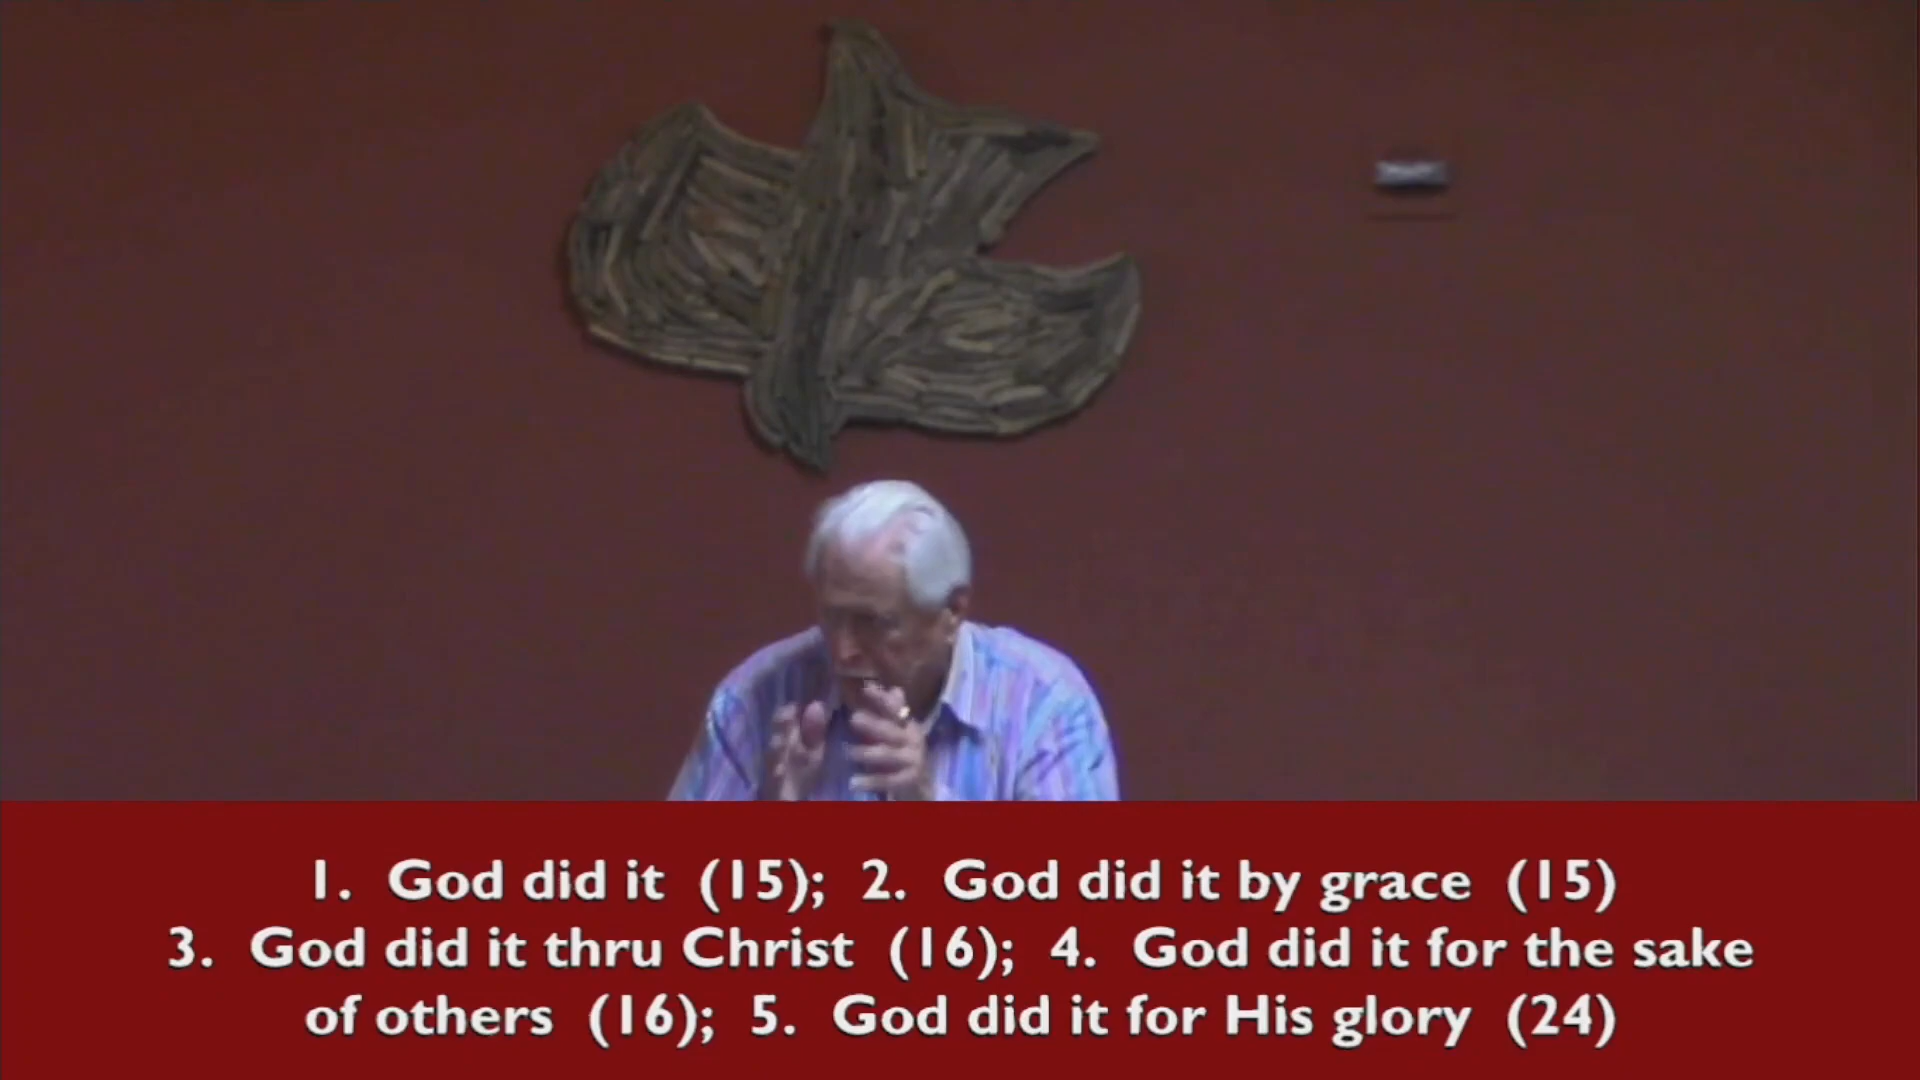 1. God did it (15); 2. God did it by grace (15)
3. God did it thru Christ (16); 4. God did it for the sake
of others (16); 5. God did it for His glory (24)